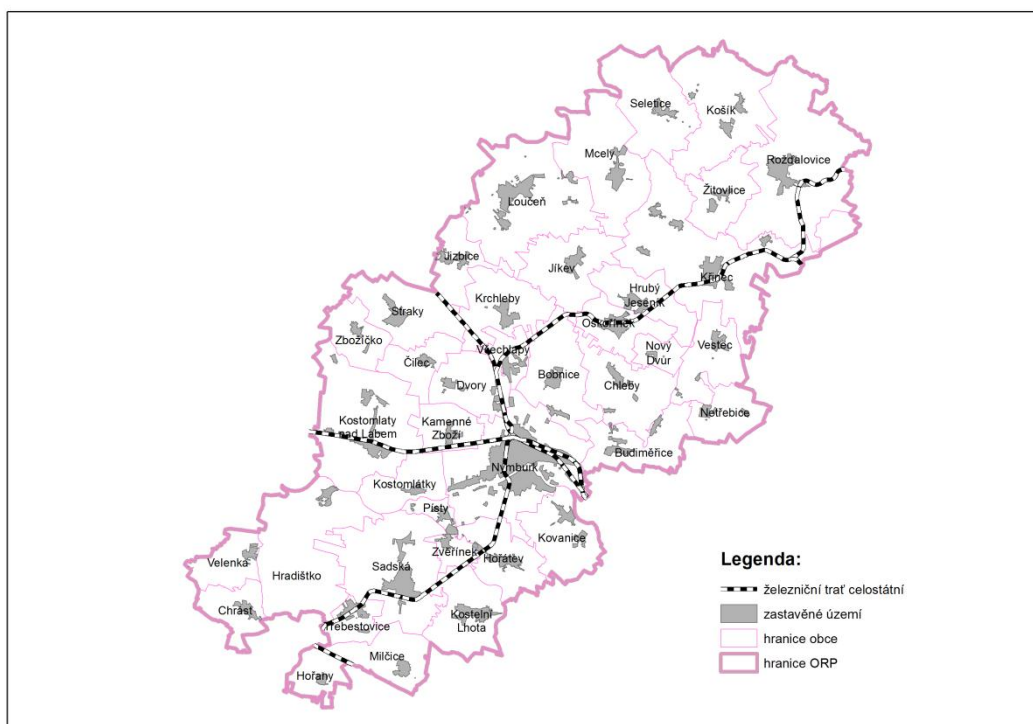 Seletice
Košík
Mcely
Rožďalovice
Žitovlice
Loučeň
Jizbice
Jíkev
Křinec
Hrubý
Jeseník
Krchleby
Straky
Oskořínek
Zbožíčko
Všechlapy
Nový
Dvůr
Vestec
Čilec
Bobnice
Dvory
Chleby
Netřebice
Kostomlaty
nad Labem
Kamenné
Zboží
Budiměřice
Nymburk
Kostomlátky
Písty
Kovanice
Zvěřínek
Hořátev
Velenka
Sadská
Hradištko
Chrást
Kostelní
Lhota
Třebestovice
Milčice
Hořany
Legenda:
železniční trať celostátní
zastavěné území
hranice obce
hranice ORP